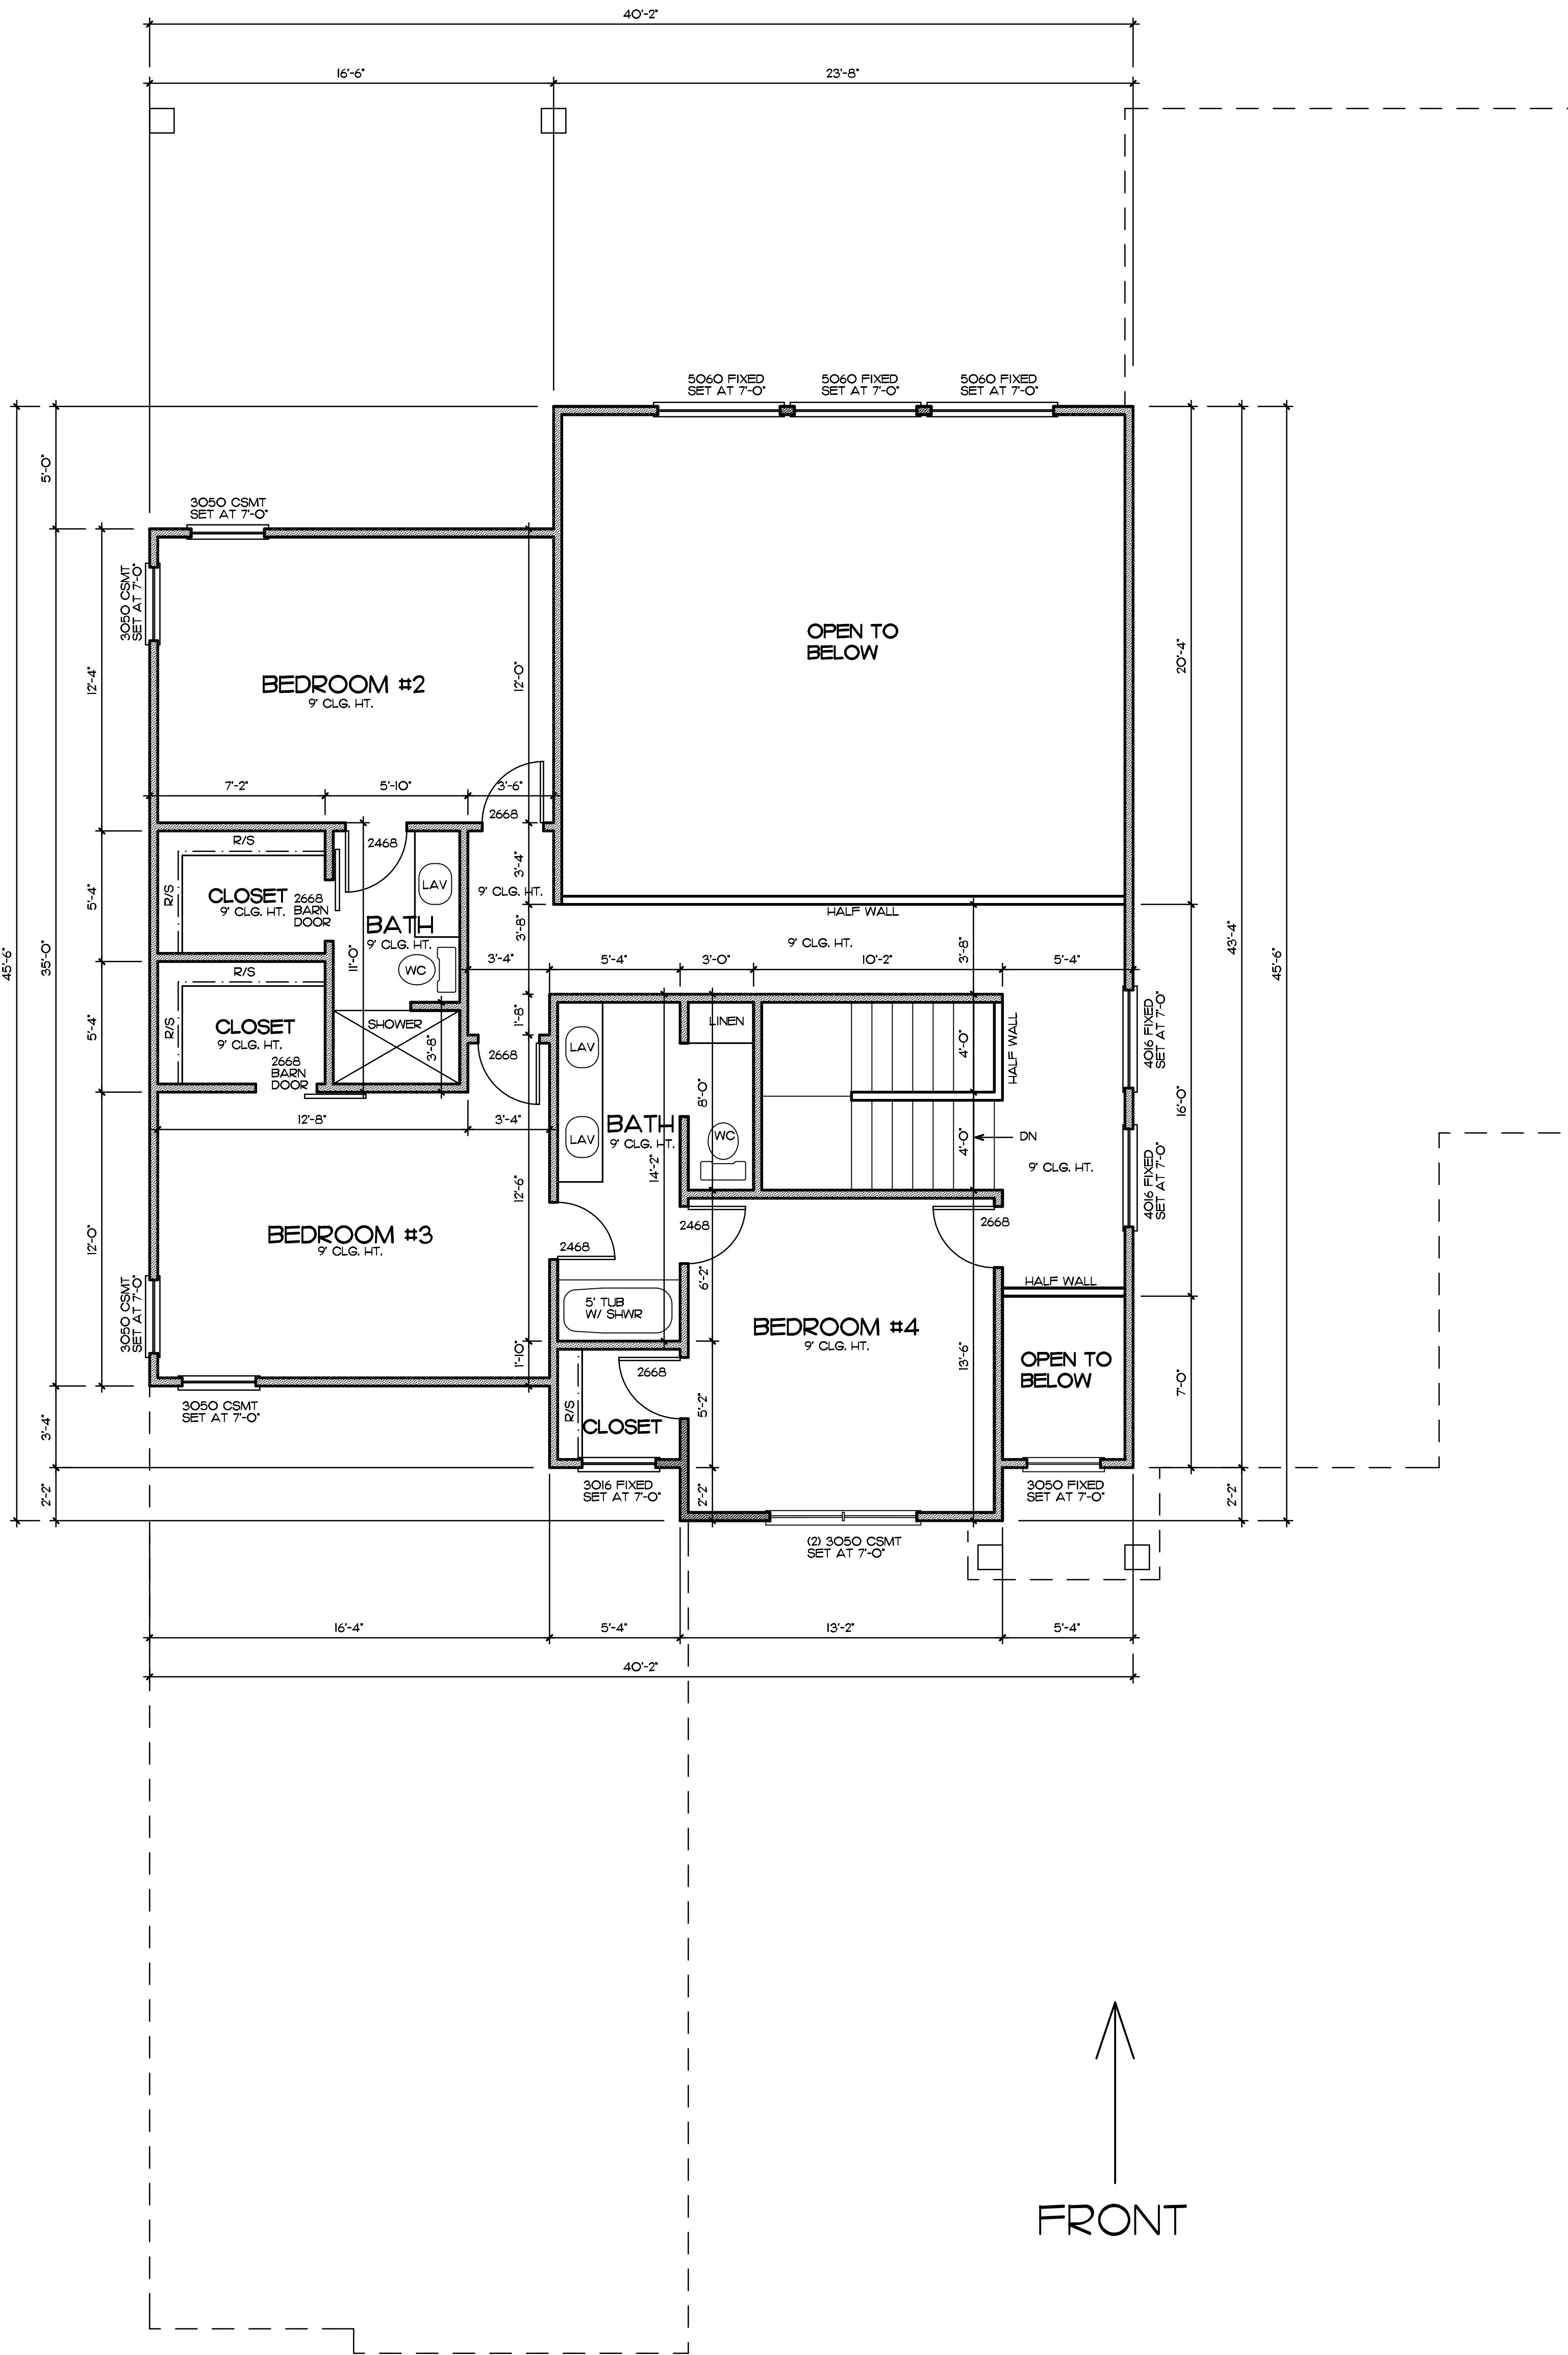 40'-2"
16'-6"
23'-8"
5060 FIXED
SET AT 7'-0"
5060 FIXED
SET AT 7'-0"
5060 FIXED
SET AT 7'-0"
5'-0"
3050 CSMT
SET AT 7'-0"
3050 CSMT
SET AT 7'-0"
OPEN TO
BELOW
BEDROOM #2
9' CLG. HT.
12'-4"
12'-0"
20'-4"
7'-2"
5'-10"
3'-6"
2668
2468
R/S
R/S
CLOSET
9' CLG. HT.
2668
BARN
DOOR
LAV
BATH
9' CLG. HT.
WC
3'-4"
9' CLG. HT.
HALF WALL
9' CLG. HT.
3'-8"
3'-8"
5'-4"
11'-0"
45'-6"
35'-0"
43'-4"
45'-6"
3'-4"
5'-4"
3'-0"
10'-2"
5'-4"
R/S
R/S
CLOSET
9' CLG. HT.
2668
BARN
DOOR
SHOWER
3'-8"
5'-4"
1'-8"
2668
LAV
LINEN
4'-0"
HALF WALL
4016 FIXED
SET AT 7'-0"
16'-0"
12'-8"
3'-4"
LAV
BATH
9' CLG. HT.
8'-0"
WC
14'-2"
4'-0"
DN
9' CLG. HT.
4016 FIXED
SET AT 7'-0"
12'-6"
12'-0"
BEDROOM #3
9' CLG. HT.
2468
2468
2668
6'-2"
HALF WALL
3050 CSMT
SET AT 7'-0"
5' TUB
W/ SHWR
BEDROOM #4
9' CLG. HT.
13'-6"
OPEN TO
BELOW
7'-0"
1'-10"
2668
R/S
CLOSET
5'-2"
3050 CSMT
SET AT 7'-0"
3'-4"
2'-2"
3016 FIXED
SET AT 7'-0"
2'-2"
3050 FIXED
SET AT 7'-0"
2'-2"
(2) 3050 CSMT
SET AT 7'-0"
16'-4"
5'-4"
13'-2"
5'-4"
40'-2"
FRONT